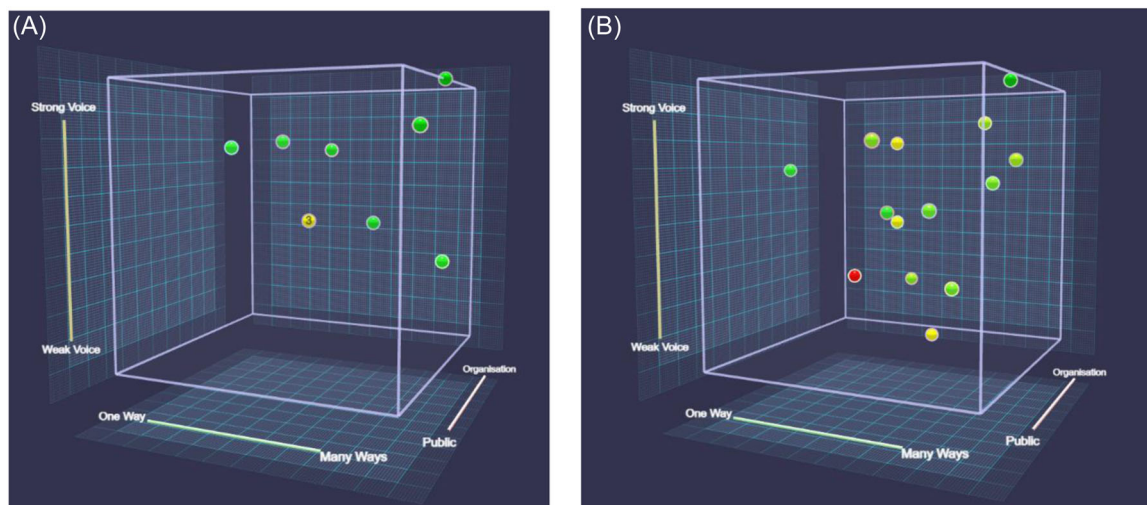 (A)
Strong Voice
3
Weak Voice
Organisation
One Way
Public
Many Ways
(B)
Strong Voice
Weak Voice
Organisation
One Way
Public
Many Ways